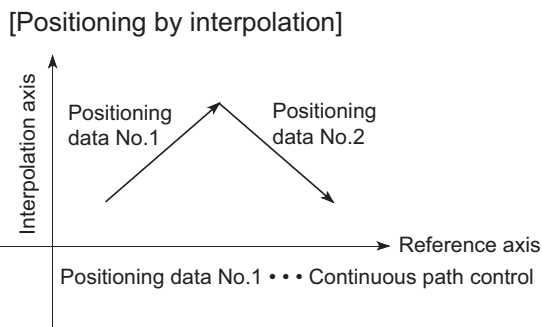 [Positioning by interpolation]
Interpolation axis
Positioning
data No.1
Positioning
data No.2
Reference axis
Positioning data No.1 • • • Continuous path control